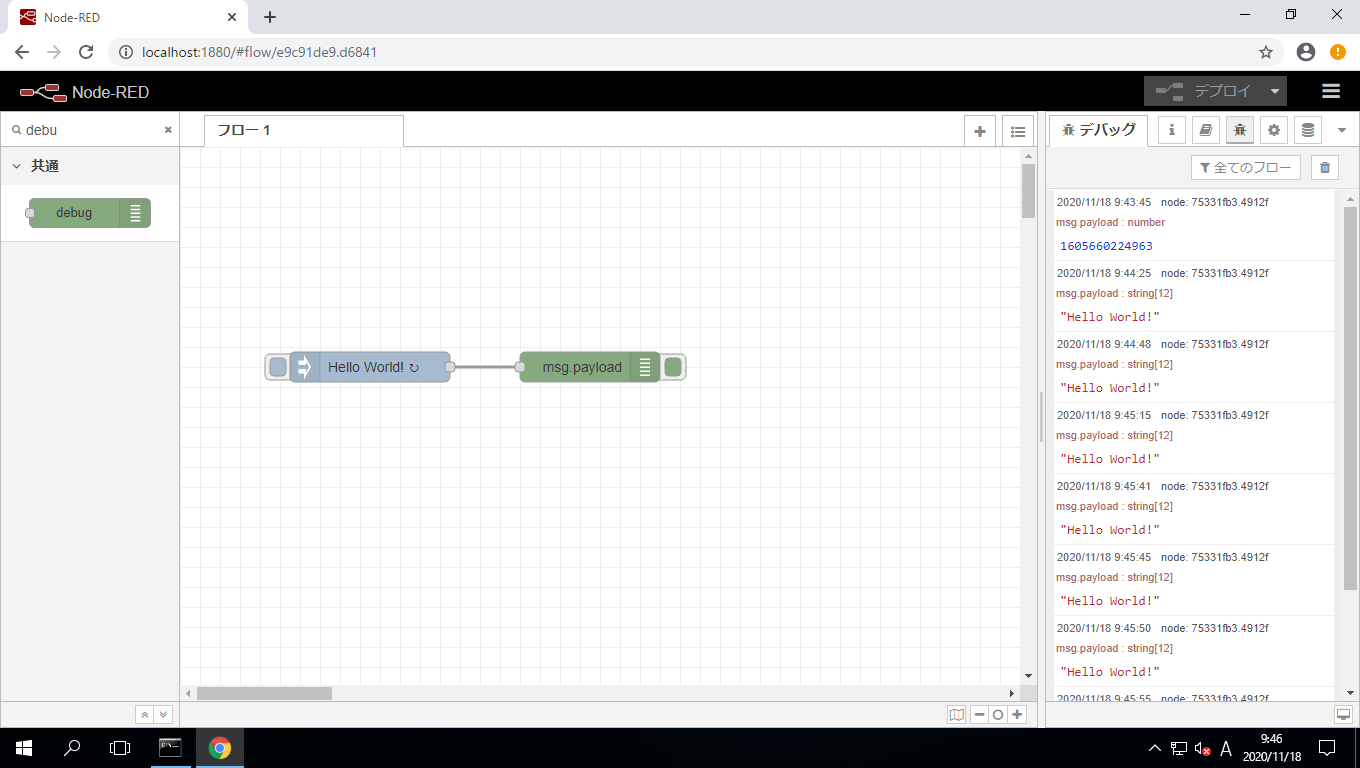 Node-RED
localhost:1880/#flow/e9c91de9.d6841
Node-RED
デプロイ
debu
共通
debug
フロー 1
Hello World! ↻
msg.payload
デバッグ
全てのフロー
2020/11/18 9:43:45 node: 75331fb3.4912f
msg.payload : number
1605660224963
2020/11/18 9:44:25 node: 75331fb3.4912f
msg.payload : string[12]
"Hello World!"
2020/11/18 9:44:48 node: 75331fb3.4912f
msg.payload : string[12]
"Hello World!"
2020/11/18 9:45:15 node: 75331fb3.4912f
msg.payload : string[12]
"Hello World!"
2020/11/18 9:45:41 node: 75331fb3.4912f
msg.payload : string[12]
"Hello World!"
2020/11/18 9:45:45 node: 75331fb3.4912f
msg.payload : string[12]
"Hello World!"
2020/11/18 9:45:50 node: 75331fb3.4912f
msg.payload : string[12]
"Hello World!"
2020/11/18 9:45:55 node: 75331fb3.4912f
A
9:46
2020/11/18